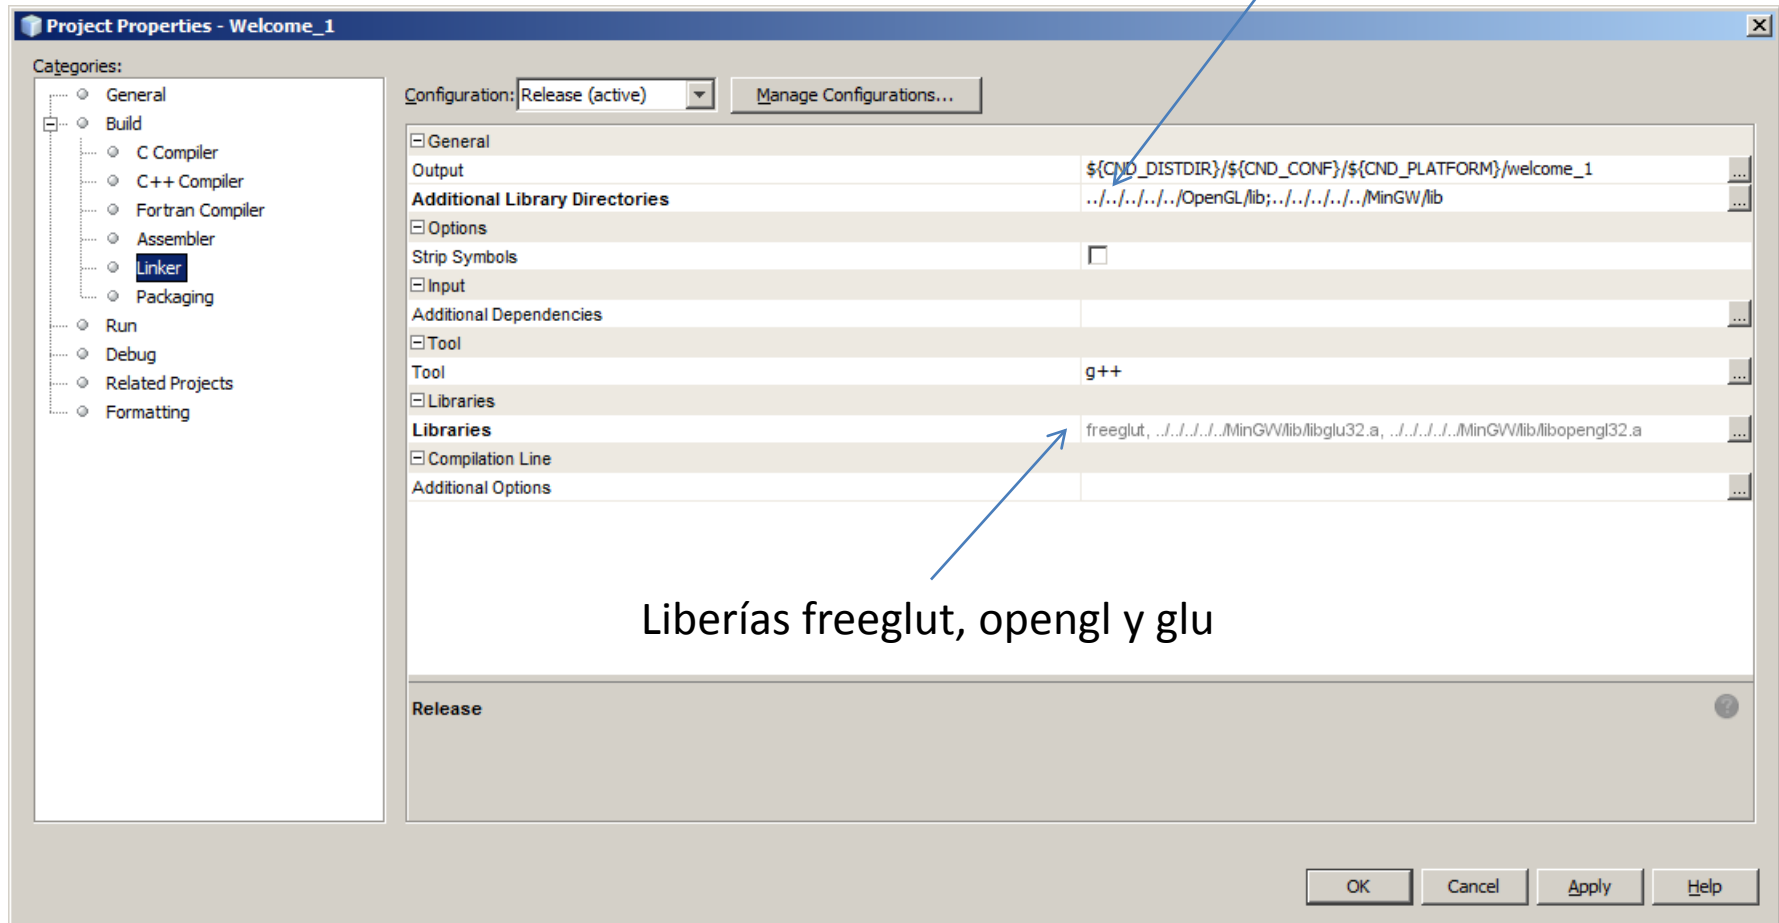 Project Properties - Welcome_1
Categories:
General
Build
C Compiler
C++ Compiler
Fortran Compiler
Assembler
Linker
Packaging
Run
Debug
Related Projects
Formatting
Configuration: Release (active) Manage Configurations...
General
Output ${CND_DISTDIR}/${CND_CONF}/${CND_PLATFORM}/welcome_1 ...
Additional Library Directories ../../../../../OpenGL/lib;../../../../../MinGW/lib ...
Options
Strip Symbols
Input
Additional Dependencies ...
Tool
Tool g++ ...
Libraries
Libraries freeglut, ../../../../../MinGW/lib/libglu32.a, ../../../../../MinGW/lib/libopengl32.a ...
Compilation Line
Additional Options ...
Liberías freeglut, opengl y glu
Release ?
OK Cancel Apply Help